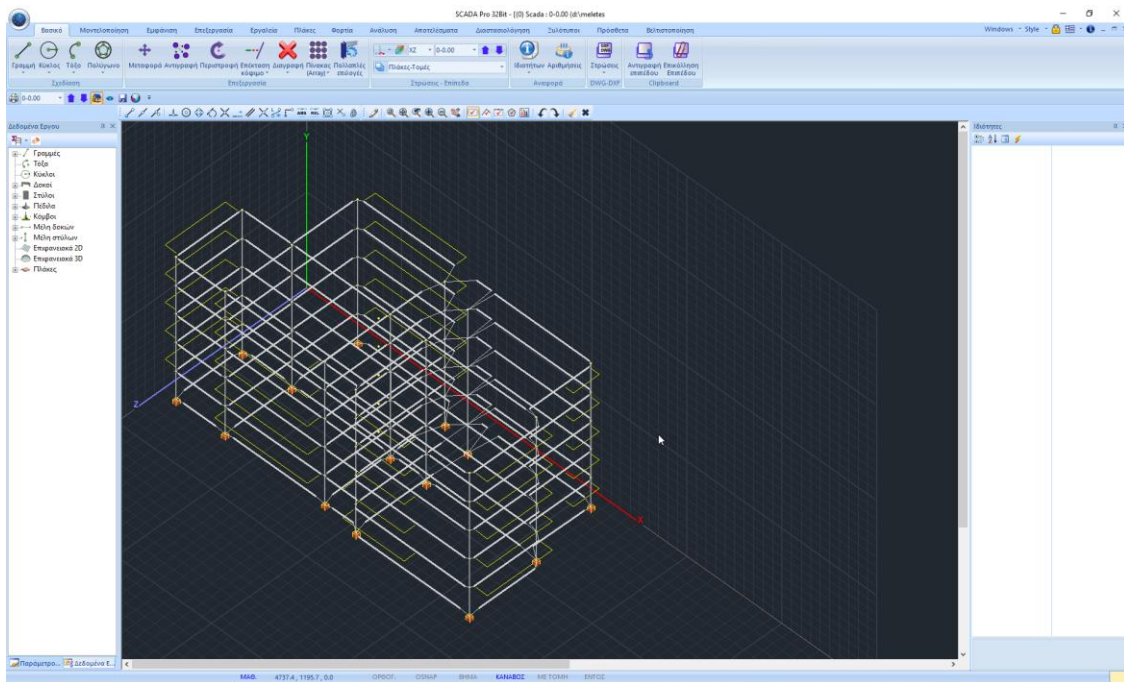 SCADA Pro 32Bit - [(0) Scada : 0-0.00 (d:\meletes
Βασικό Μοντελοποίηση Εμφάνιση Επεξεργασία Εργαλεία Πλάκες Φορτία Ανάλυση Αποτελέσματα Διαστασιολόγηση Ξυλότυποι Πρόσθετα Βελτιστοποίηση Windows Style
XZ 0-0.00
Γραμμή Κύκλος Τόξο Πολύγωνο Μεταφορά Αντιγραφή Περιστροφή Επέκταση Διαγραφή Πίνακας Πολλαπλές Πλάκες-Τομές Ιδιοτήτων Αριθμήσεις Στρώσεις Αντιγραφή Επικόλληση
κόψιμο (Array) επιλογές επιπέδου Επιπέδου
Σχεδίαση Επεξεργασία Στρώσεις - Επίπεδο Αναφορά DWG-DXF Clipboard
0-0.00
Δεδομένα Έργου
Ιδιότητες
Γραμμές
Τόξα
Κύκλοι
Δοκοί
Στύλοι
Πέδιλα
Κόμβοι
Μέλη δοκών
Μέλη στύλων
Επιφανειακά 2D
Επιφανειακά 3D
Πλάκες
Y
Z
X
Παράμετρο... Δεδομένα Ε...
ΜΑΘ. 4737.4 , 1195.7 , 0.0 ΟΡΘΟΓ. OSNAP ΒΗΜΑ ΚΑΝΑΒΟΣ ΜΕ ΤΟΜΗ ΕΝΤΟΣ